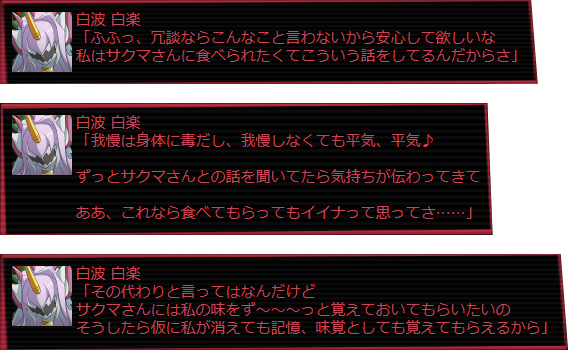 白波 白楽
「ふふっ、冗談ならこんなこと言わないから安心して欲しいな
私はサクマさんに食べられたくてこういう話をしてるんだからさ」
白波 白楽
「我慢は身体に毒だし、我慢しなくても平気、平気♪
ずっとサクマさんとの話を聞いてたら気持ちが伝わってきて
ああ、これなら食べてもらってもイイナって思ってさ……」
白波 白楽
「その代わりと言ってはなんだけど
サクマさんには私の味をず～～～っと覚えておいてもらいたいの
そうしたら仮に私が消えても記憶、味覚としても覚えてもらえるから」